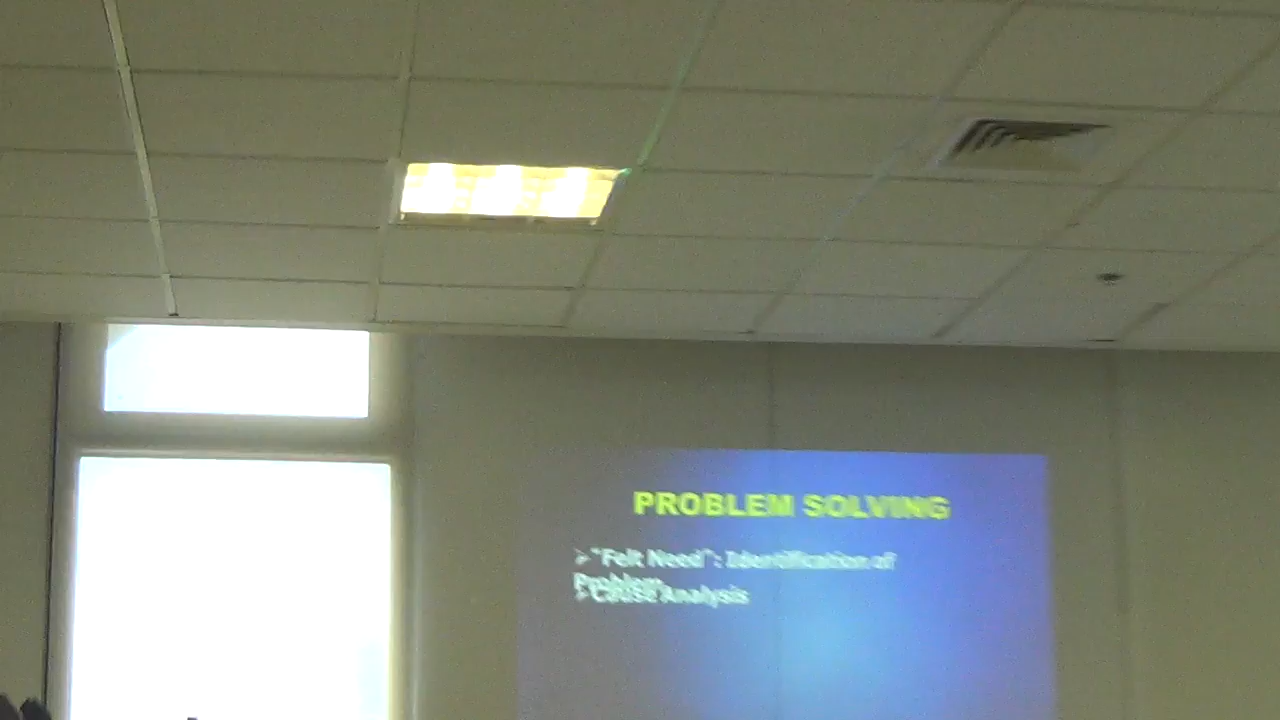 PROBLEM SOLVING
➢ "Felt Need": Identification of
Problem
➢ Cause Analysis